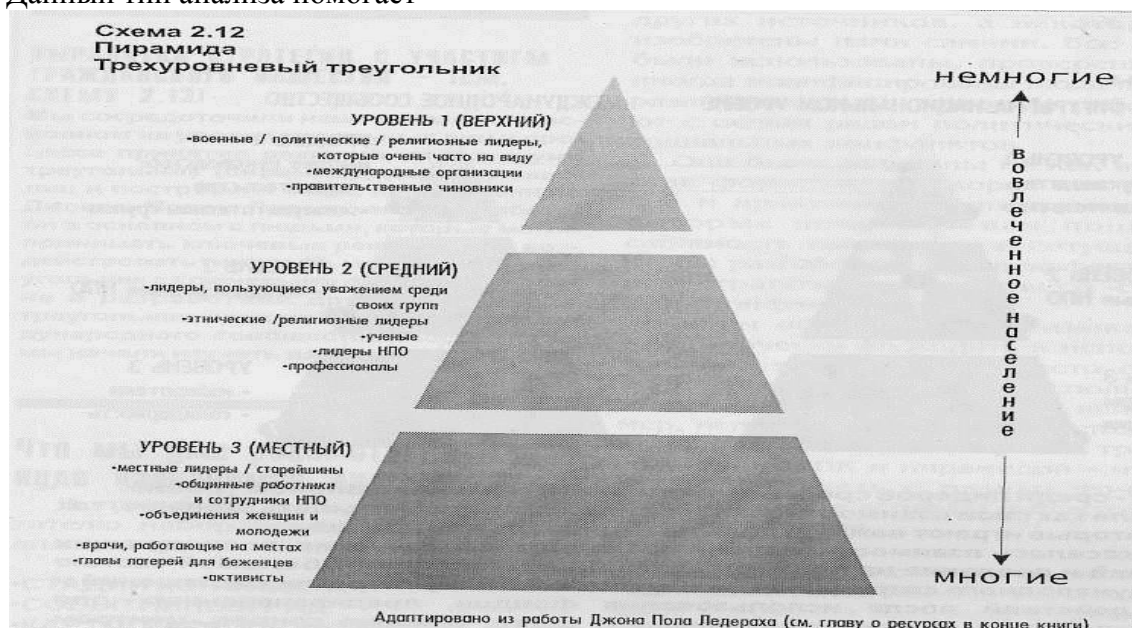 Данный тип анализа помогает
Схема 2.12
Пирамида
Трехуровневый треугольник
немногие
УРОВЕНЬ 1 (ВЕРХНИЙ)
-военные / политические / религиозные лидеры,
которые очень часто на виду
-международные организации
-правительственные чиновники
вовлеченное население
УРОВЕНЬ 2 (СРЕДНИЙ)
-лидеры, пользующиеся уважением среди
своих групп
-этнические /религиозные лидеры
-ученые
-лидеры НПО
-профессионалы
УРОВЕНЬ 3 (МЕСТНЫЙ)
-местные лидеры / старейшины
-общинные работники
и сотрудники НПО
-объединения женщин и
молодежи
-врачи, работающие на местах
-главы лагерей для беженцев
-активисты
многие
Адаптировано из работы Джона Пола Ледераха (см. главу о ресурсах в конце книги)